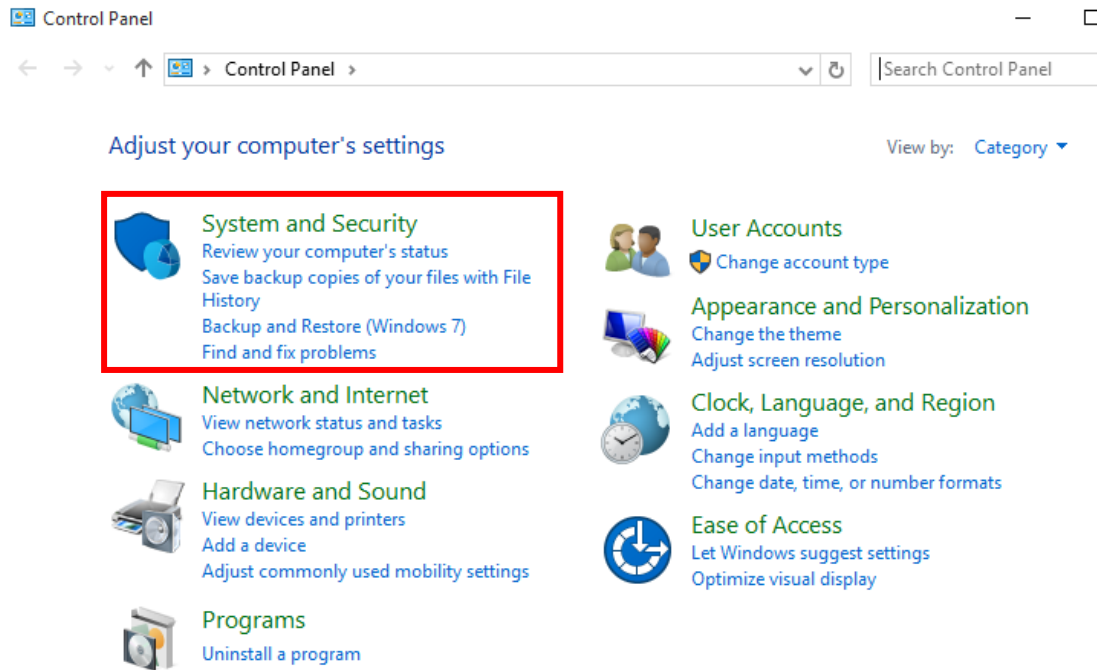 Control Panel
Control Panel
Search Control Panel
Adjust your computer's settings
View by: Category
System and Security
Review your computer's status
Save backup copies of your files with File
History
Backup and Restore (Windows 7)
Find and fix problems
Network and Internet
View network status and tasks
Choose homegroup and sharing options
Hardware and Sound
View devices and printers
Add a device
Adjust commonly used mobility settings
Programs
Uninstall a program
User Accounts
Change account type
Appearance and Personalization
Change the theme
Adjust screen resolution
Clock, Language, and Region
Add a language
Change input methods
Change date, time, or number formats
Ease of Access
Let Windows suggest settings
Optimize visual display